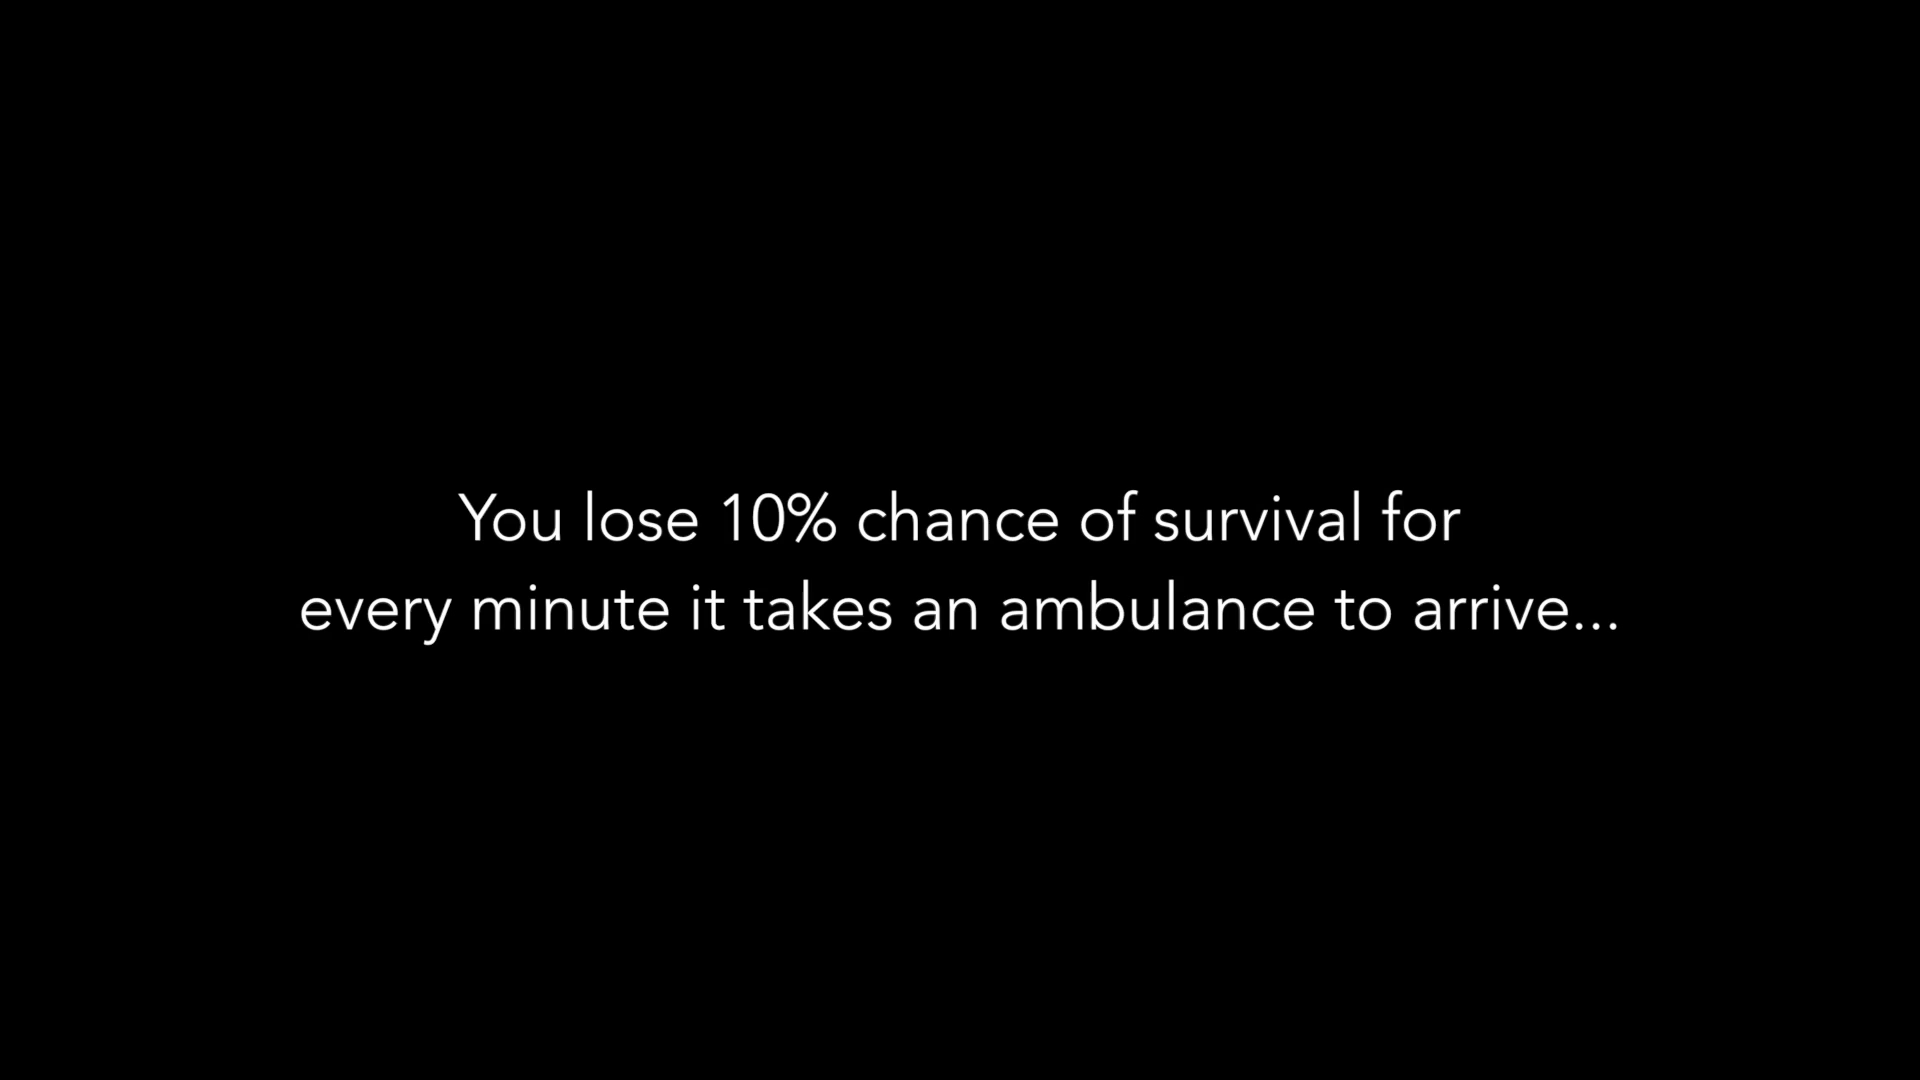 You lose 10% chance of survival for
every minute it takes an ambulance to arrive...